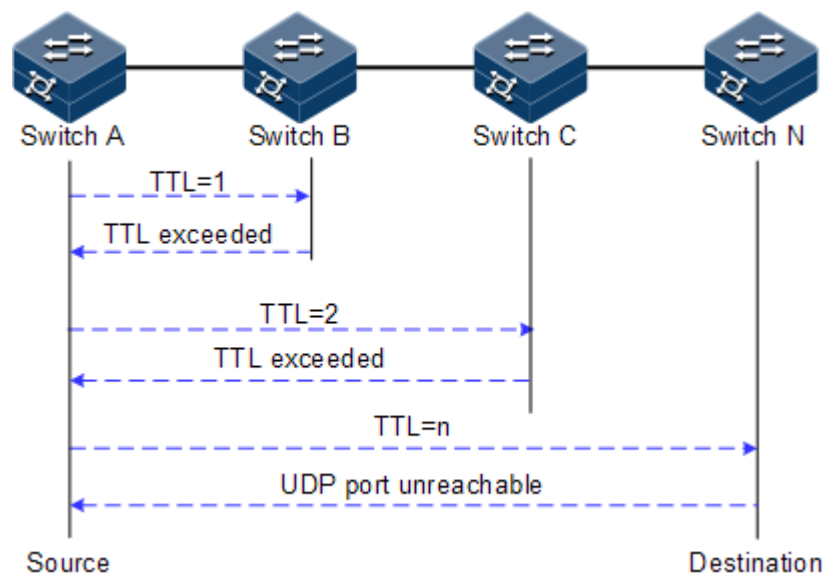 Switch A
Switch B
Switch C
Switch N
TTL=1
TTL exceeded
TTL=2
TTL exceeded
TTL=n
UDP port unreachable
Source
Destination